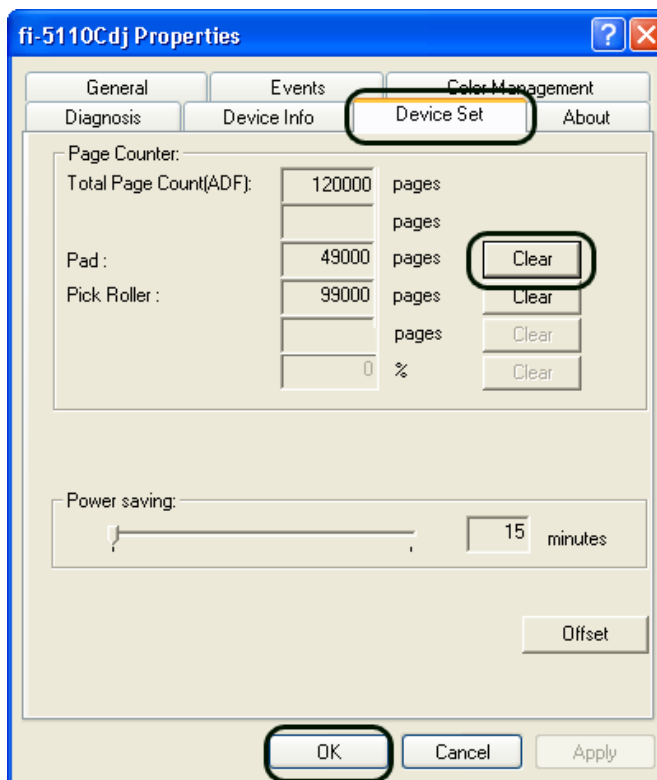 fi-5110Cdj Properties
General Events Color Management
Diagnosis Device Info Device Set About
Page Counter:
Total Page Count(ADF): 120000 pages
pages
Pad : 49000 pages Clear
Pick Roller : 99000 pages Clear
pages Clear
0 % Clear
Power saving:
15 minutes
Offset
OK Cancel Apply